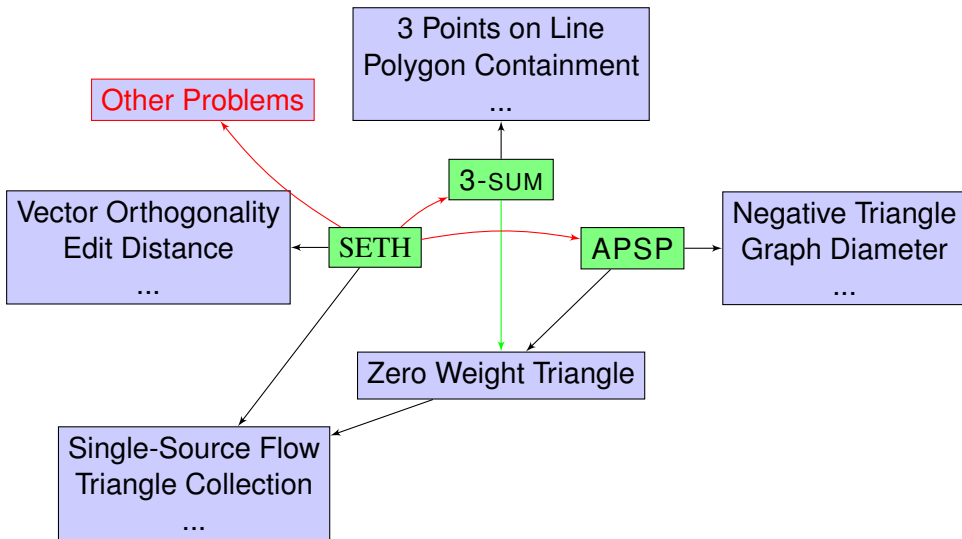 3 Points on Line
Polygon Containment
...
Other Problems
3-SUM
Vector Orthogonality
Edit Distance
...
SETH
APSP
Negative Triangle
Graph Diameter
...
Zero Weight Triangle
Single-Source Flow
Triangle Collection
...